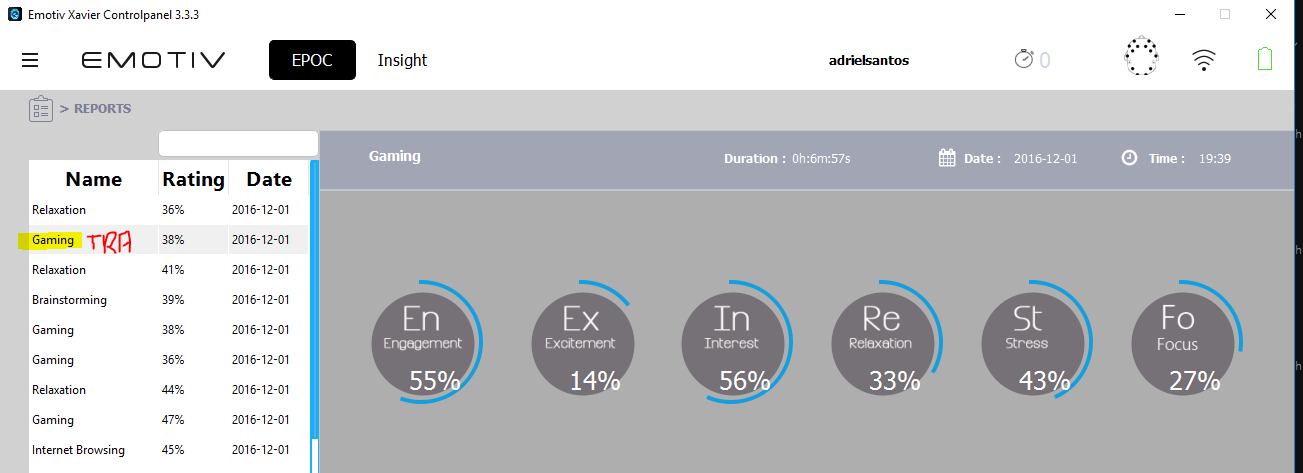 Emotiv Xavier Controlpanel 3.3.3
EMOTIV EPOC Insight adrielsantos 0
> REPORTS
Gaming Duration : 0h:6m:57s Date : 2016-12-01 Time : 19:39
Name Rating Date
Relaxation 36% 2016-12-01
Gaming TRA 38% 2016-12-01
Relaxation 41% 2016-12-01
Brainstorming 39% 2016-12-01
Gaming 38% 2016-12-01
Gaming 36% 2016-12-01
Relaxation 44% 2016-12-01
Gaming 47% 2016-12-01
Internet Browsing 45% 2016-12-01
En
Engagement
55%
Ex
Excitement
14%
In
Interest
56%
Re
Relaxation
33%
St
Stress
43%
Fo
Focus
27%